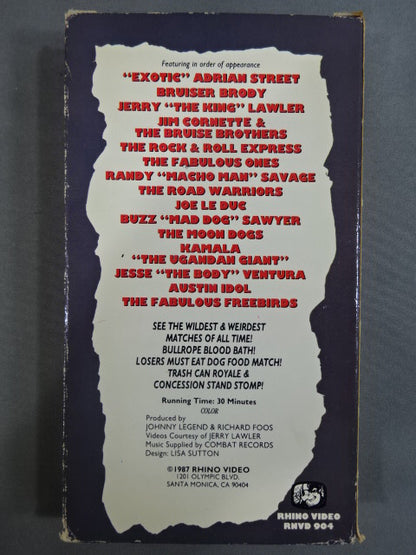 Featuring in order of appearance
"EXOTIC" ADRIAN STREET
BRUISER BRODY
JERRY "THE KING" LAWLER
JIM CORNETTE &
THE BRUISE BROTHERS
THE ROCK & ROLL EXPRESS
THE FABULOUS ONES
RANDY "MACHO MAN" SAVAGE
THE ROAD WARRIORS
JOE LE DUC
BUZZ "MAD DOG" SAWYER
THE MOON DOGS
KAMALA
"THE UGANDAN GIANT"
JESSE "THE BODY" VENTURA
AUSTIN IDOL
THE FABULOUS FREEBIRDS
SEE THE WILDEST & WEIRDEST
MATCHES OF ALL TIME!
BULLROPE BLOOD BATH!
LOSERS MUST EAT DOG FOOD MATCH!
TRASH CAN ROYALE &
CONCESSION STAND STOMP!
Running Time: 30 Minutes
COLOR
Produced by
JOHNNY LEGEND & RICHARD FOOS
Videos Courtesy of JERRY LAWLER
Music Supplied by COMBAT RECORDS
Design: LISA SUTTON
©1987 RHINO VIDEO
1201 OLYMPIC BLVD.
SANTA MONICA, CA 90404
RHINO VIDEO
RNVD 904